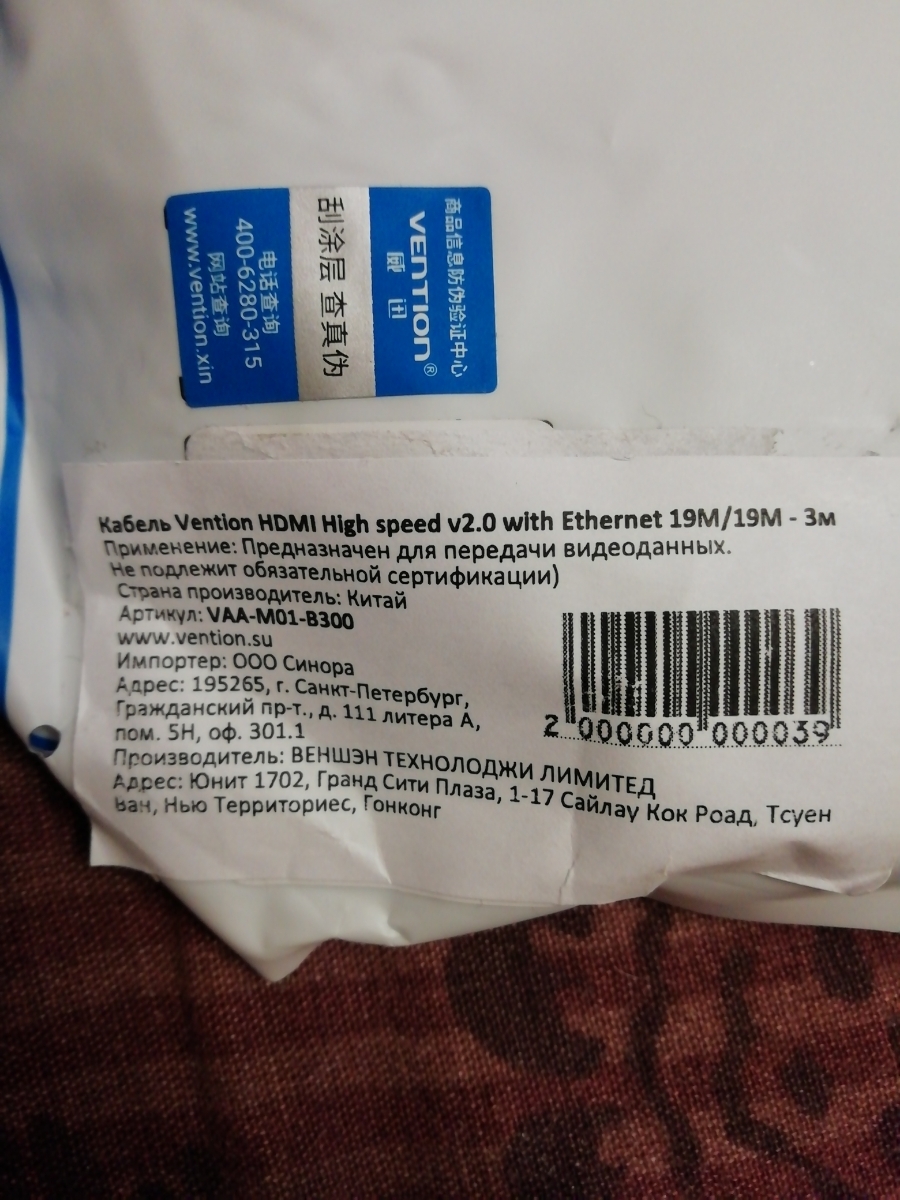 商品信息防伪验证中心
VENTION®
威迅
刮涂层 查真伪
电话查询
400-6280-315
网站查询
www.vention.xin
Кабель Vention HDMI High speed v2.0 with Ethernet 19M/19M - 3м
Применение: Предназначен для передачи видеоданных.
Не подлежит обязательной сертификации)
Страна производитель: Китай
Артикул: VAA-M01-B300
www.vention.su
Импортер: ООО Синора
Адрес: 195265, г. Санкт-Петербург,
Гражданский пр-т., д. 111 литера А,
пом. 5Н, оф. 301.1
Производитель: ВЕНШЭН ТЕХНОЛОДЖИ ЛИМИТЕД
Адрес: Юнит 1702, Гранд Сити Плаза, 1-17 Сайлау Кок Роад, Тсуен
Ван, Нью Территориес, Гонконг
2 000000 000039